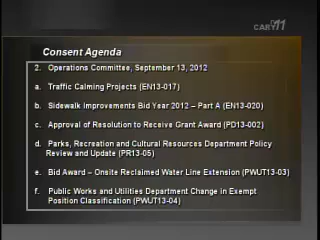 CARY 11
Consent Agenda
2. Operations Committee, September 13, 2012
a. Traffic Calming Projects (EN13-017)
b. Sidewalk Improvements Bid Year 2012 – Part A (EN13-020)
c. Approval of Resolution to Receive Grant Award (PD13-002)
d. Parks, Recreation and Cultural Resources Department Policy
Review and Update (PR13-05)
e. Bid Award – Onsite Reclaimed Water Line Extension (PWUT13-03)
f. Public Works and Utilities Department Change in Exempt
Position Classification (PWUT13-04)